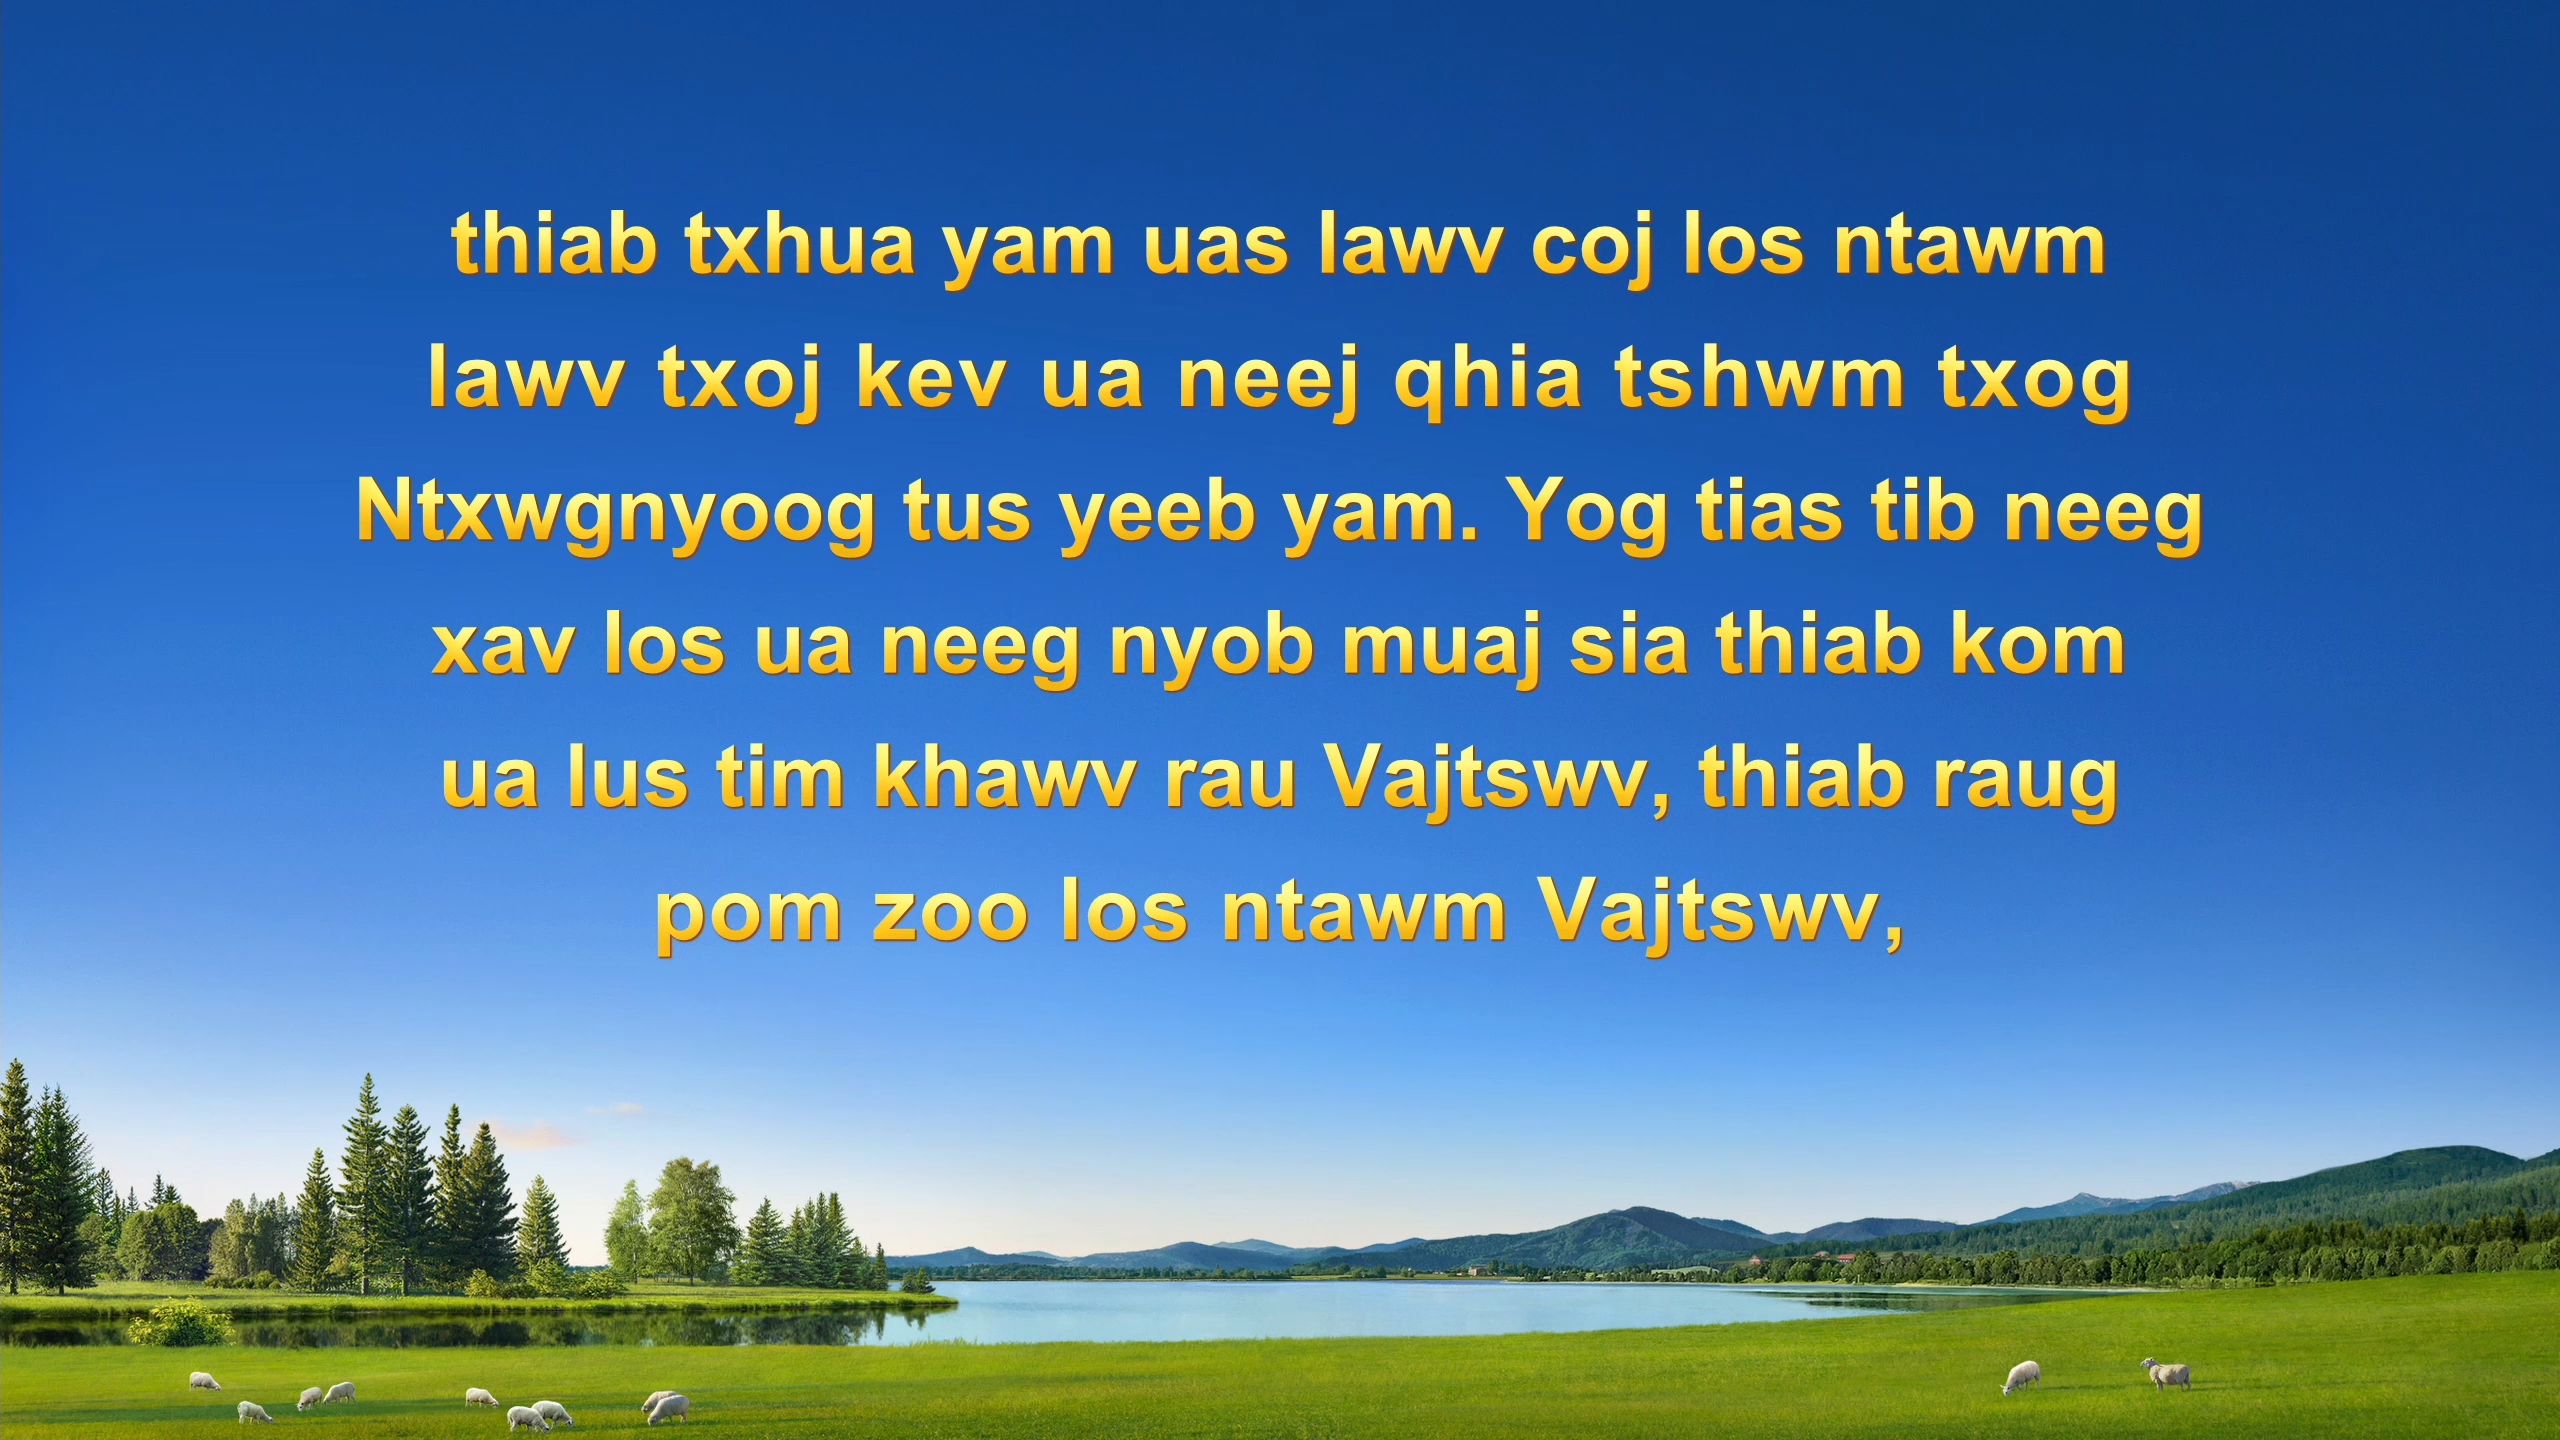 thiab txhua yam uas lawv coj los ntawm
lawv txoj kev ua neej qhia tshwm txog
Ntxwgnyoog tus yeeb yam. Yog tias tib neeg
xav los ua neeg nyob muaj sia thiab kom
ua lus tim khawv rau Vajtswv, thiab raug
pom zoo los ntawm Vajtswv,